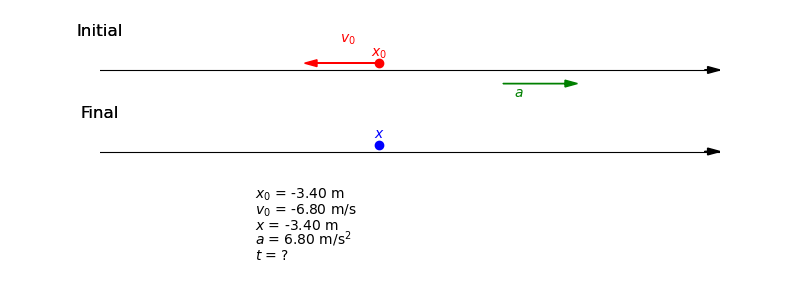 Initial
v₀
x₀
a
Final
x
x₀ = -3.40 m
v₀ = -6.80 m/s
x = -3.40 m
a = 6.80 m/s²
t = ?